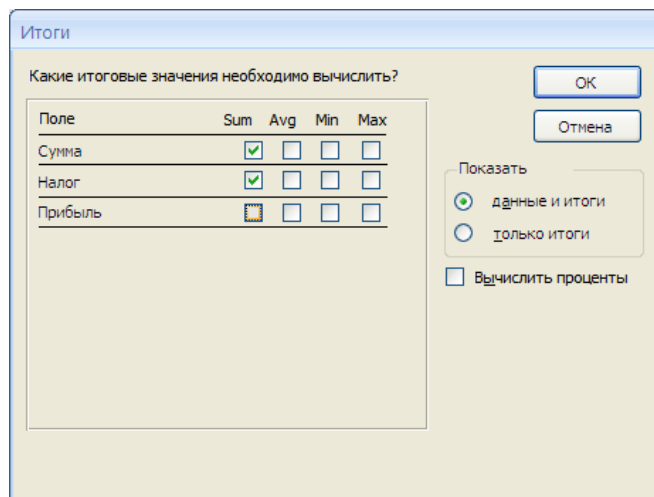 Итоги
Какие итоговые значения необходимо вычислить?
Поле Sum Avg Min Max
Сумма
Налог
Прибыль
ОК
Отмена
Показать
данные и итоги
только итоги
Вычислить проценты